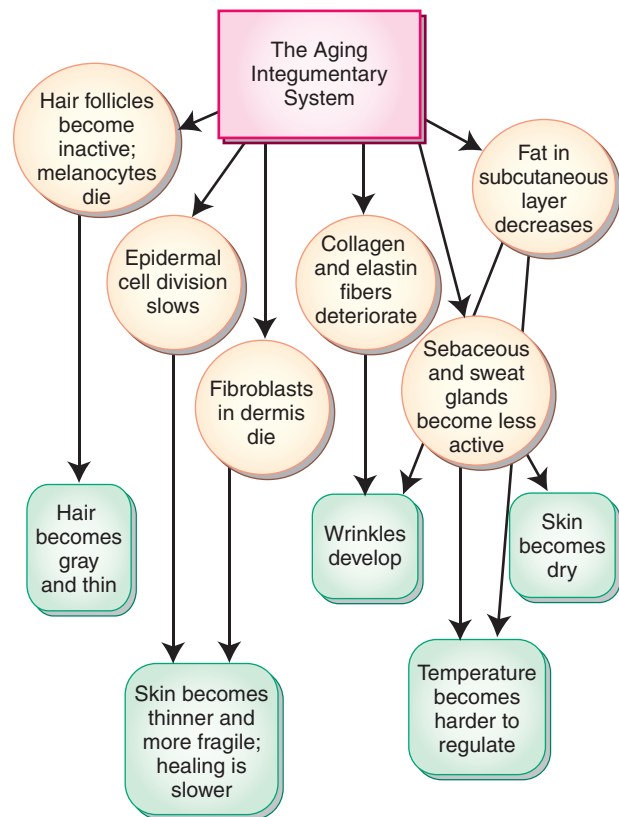 The Aging
Integumentary
System
Hair follicles
become
inactive;
melanocytes
die
Fat in
subcutaneous
layer
decreases
Epidermal
cell division
slows
Collagen
and elastin
fibers
deteriorate
Fibroblasts
in dermis
die
Sebaceous
and sweat
glands
become less
active
Hair
becomes
gray
and thin
Wrinkles
develop
Skin
becomes
dry
Skin becomes
thinner and
more fragile;
healing is
slower
Temperature
becomes
harder to
regulate